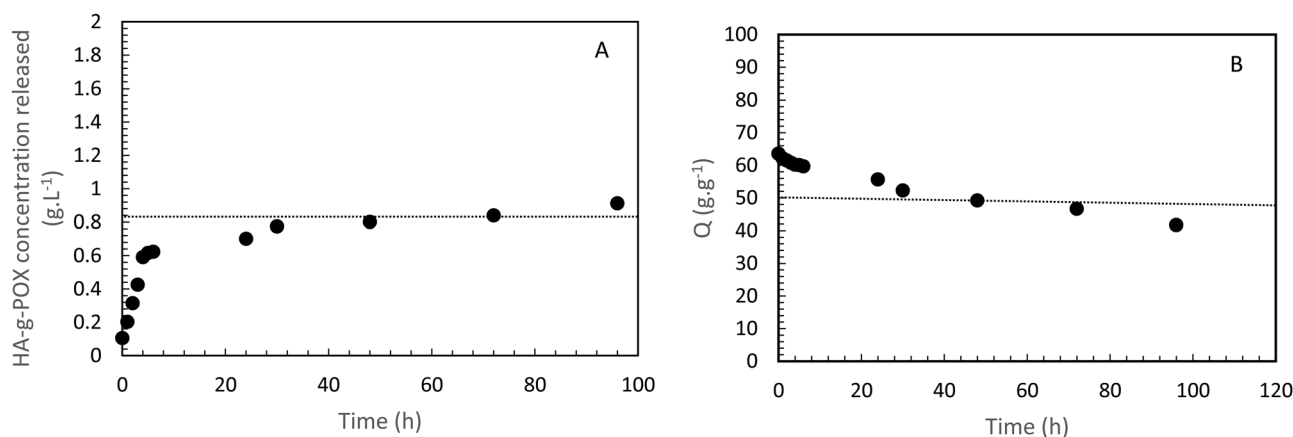 A
HA-g-POX concentration released
(g.L⁻¹)
2
1.8
1.6
1.4
1.2
1
0.8
0.6
0.4
0.2
0
0 20 40 60 80 100
Time (h)
B
Q (g.g⁻¹)
100
90
80
70
60
50
40
30
20
10
0
0 20 40 60 80 100 120
Time (h)